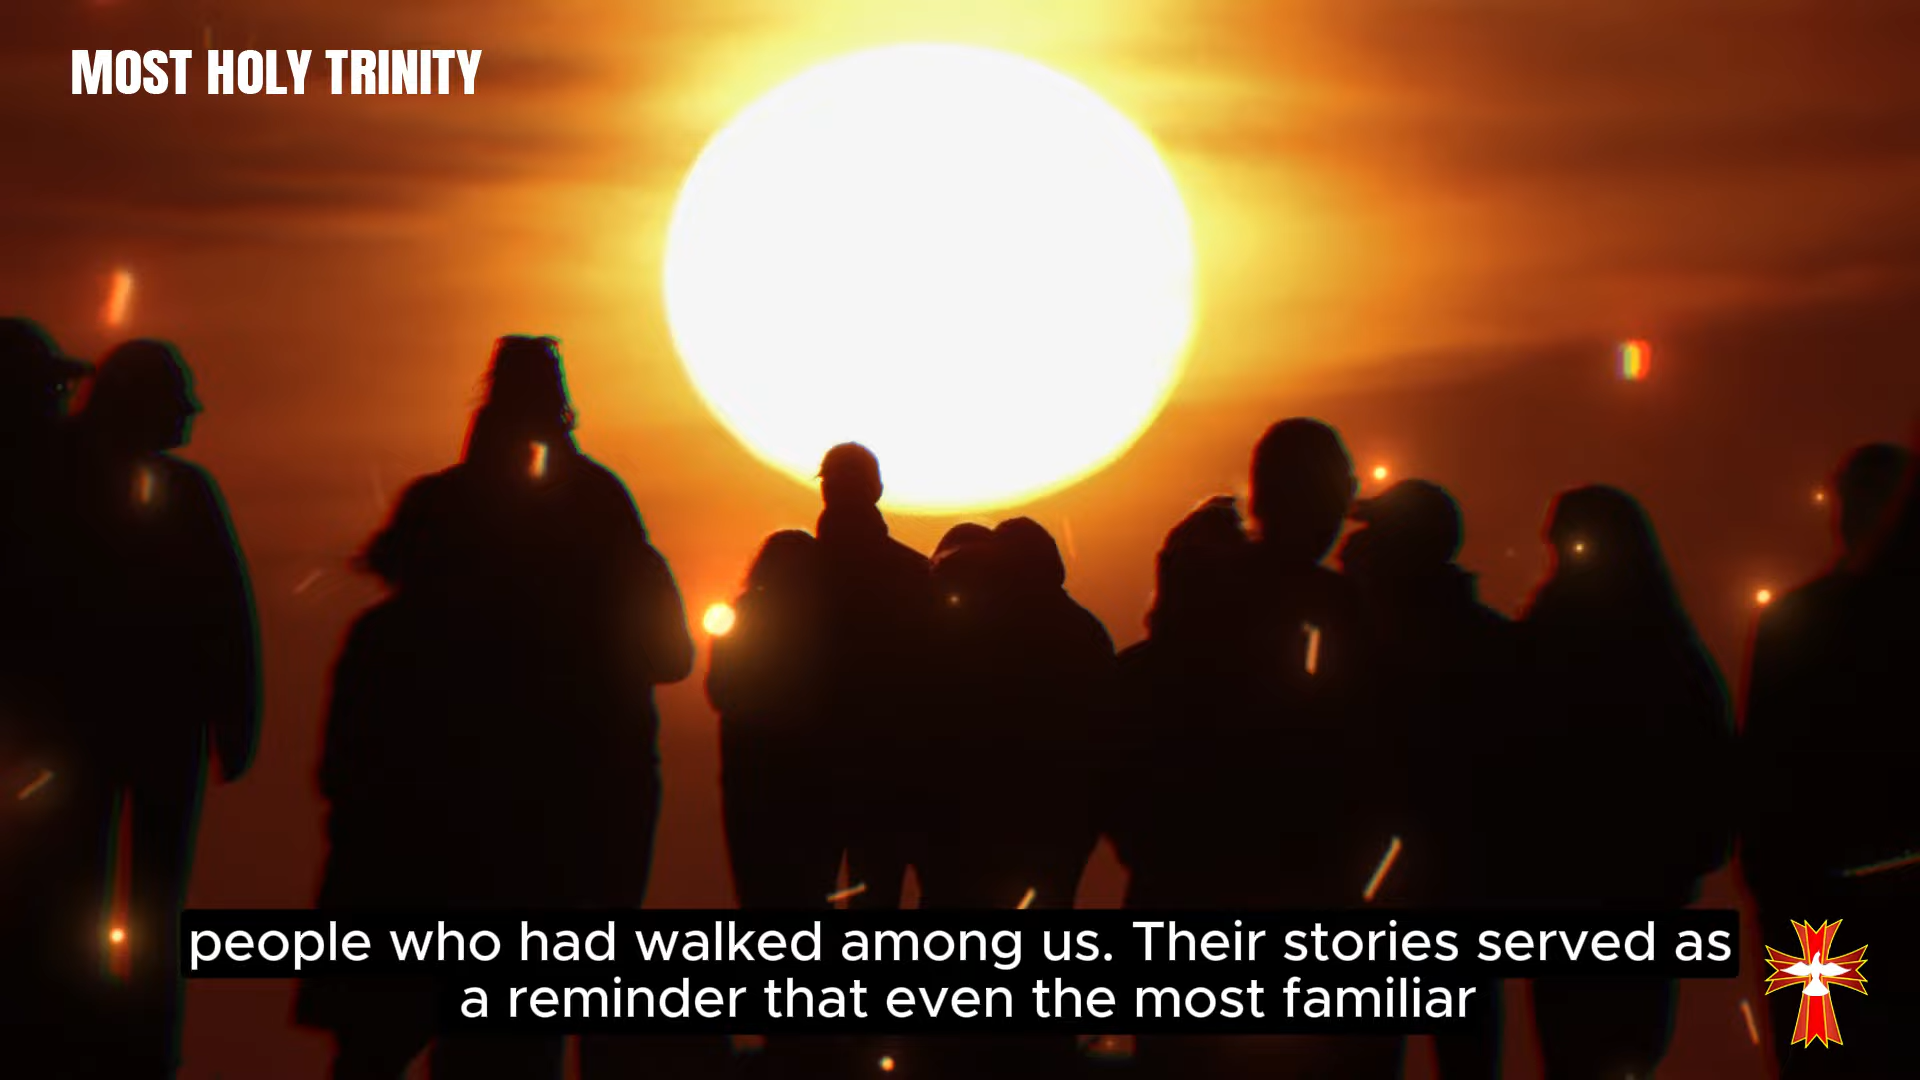 MOST HOLY TRINITY
people who had walked among us. Their stories served as
a reminder that even the most familiar